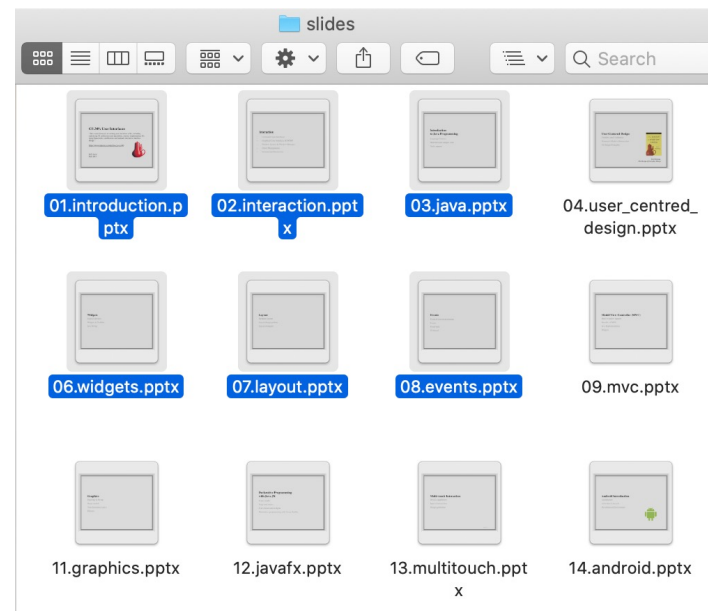 slides
Search
01.introduction.p
ptx
02.interaction.ppt
x
03.java.pptx
04.user_centred_
design.pptx
06.widgets.pptx
07.layout.pptx
08.events.pptx
09.mvc.pptx
11.graphics.pptx
12.javafx.pptx
13.multitouch.ppt
x
14.android.pptx